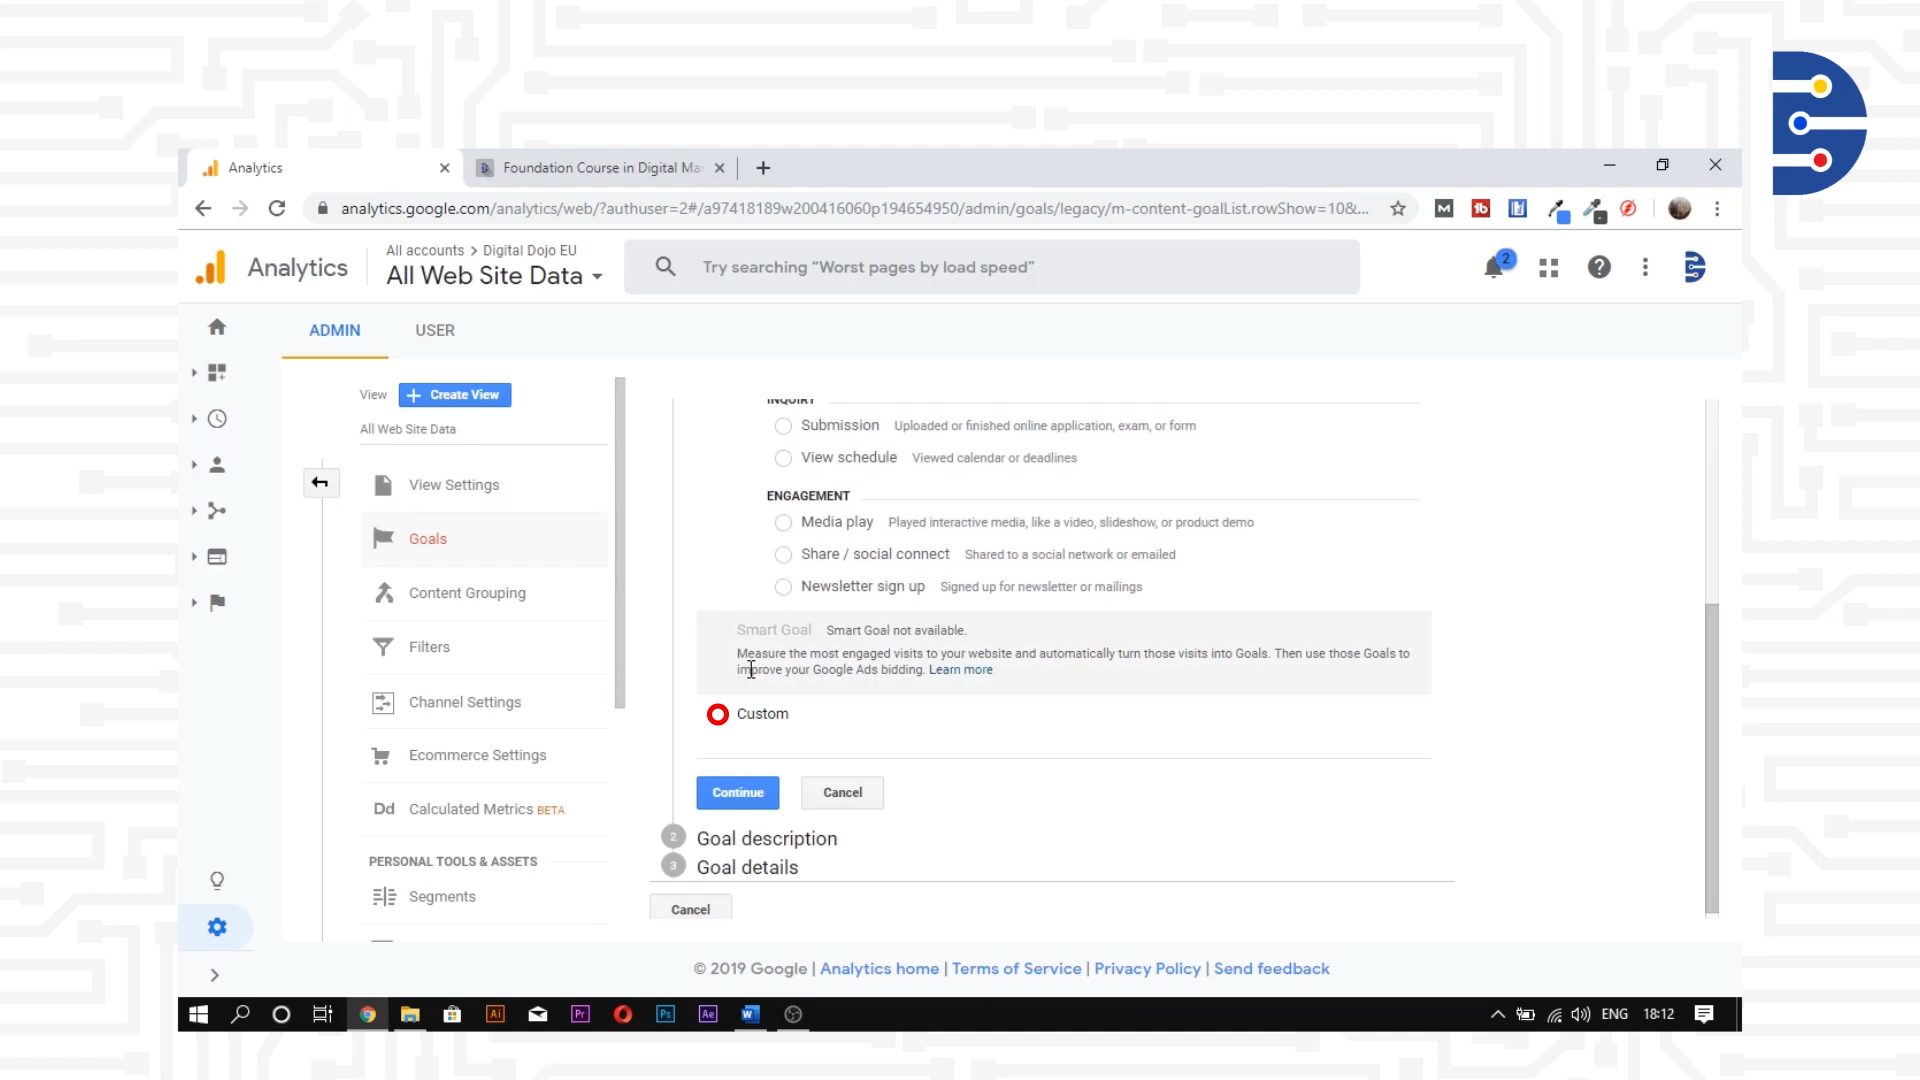 Analytics
Foundation Course in Digital Ma
analytics.google.com/analytics/web/?authuser=2#/a97418189w200416060p194654950/admin/goals/legacy/m-content-goalList.rowShow=10&...
Analytics
All accounts > Digital Dojo EU
All Web Site Data
Try searching “Worst pages by load speed”
2
ADMIN
USER
View
+ Create View
All Web Site Data
View Settings
Goals
Content Grouping
Filters
Channel Settings
Ecommerce Settings
Dd Calculated Metrics BETA
PERSONAL TOOLS & ASSETS
Segments
INQUIRY
Submission Uploaded or finished online application, exam, or form
View schedule Viewed calendar or deadlines
ENGAGEMENT
Media play Played interactive media, like a video, slideshow, or product demo
Share / social connect Shared to a social network or emailed
Newsletter sign up Signed up for newsletter or mailings
Smart Goal Smart Goal not available.
Measure the most engaged visits to your website and automatically turn those visits into Goals. Then use those Goals to
improve your Google Ads bidding. Learn more
Custom
Continue
Cancel
2 Goal description
3 Goal details
Cancel
© 2019 Google | Analytics home | Terms of Service | Privacy Policy | Send feedback
Ai
Pr
Ps
Ae
W
ENG
18:12